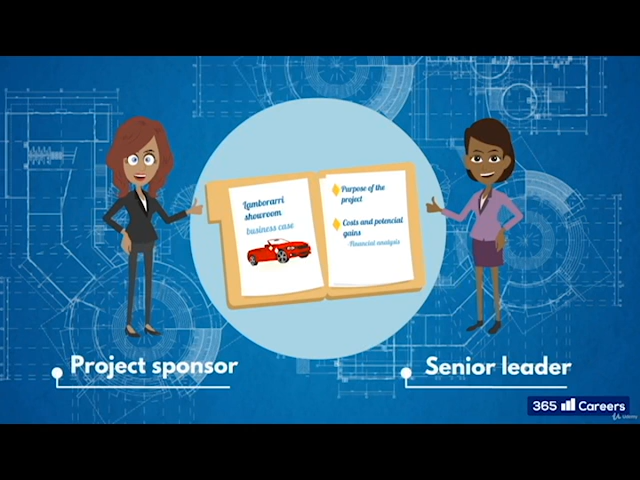 Lamborarri
showroom
business case
Purpose of the
project
Costs and potencial
gains
-Financial analysis
Project sponsor
Senior leader
365 Careers
Udemy